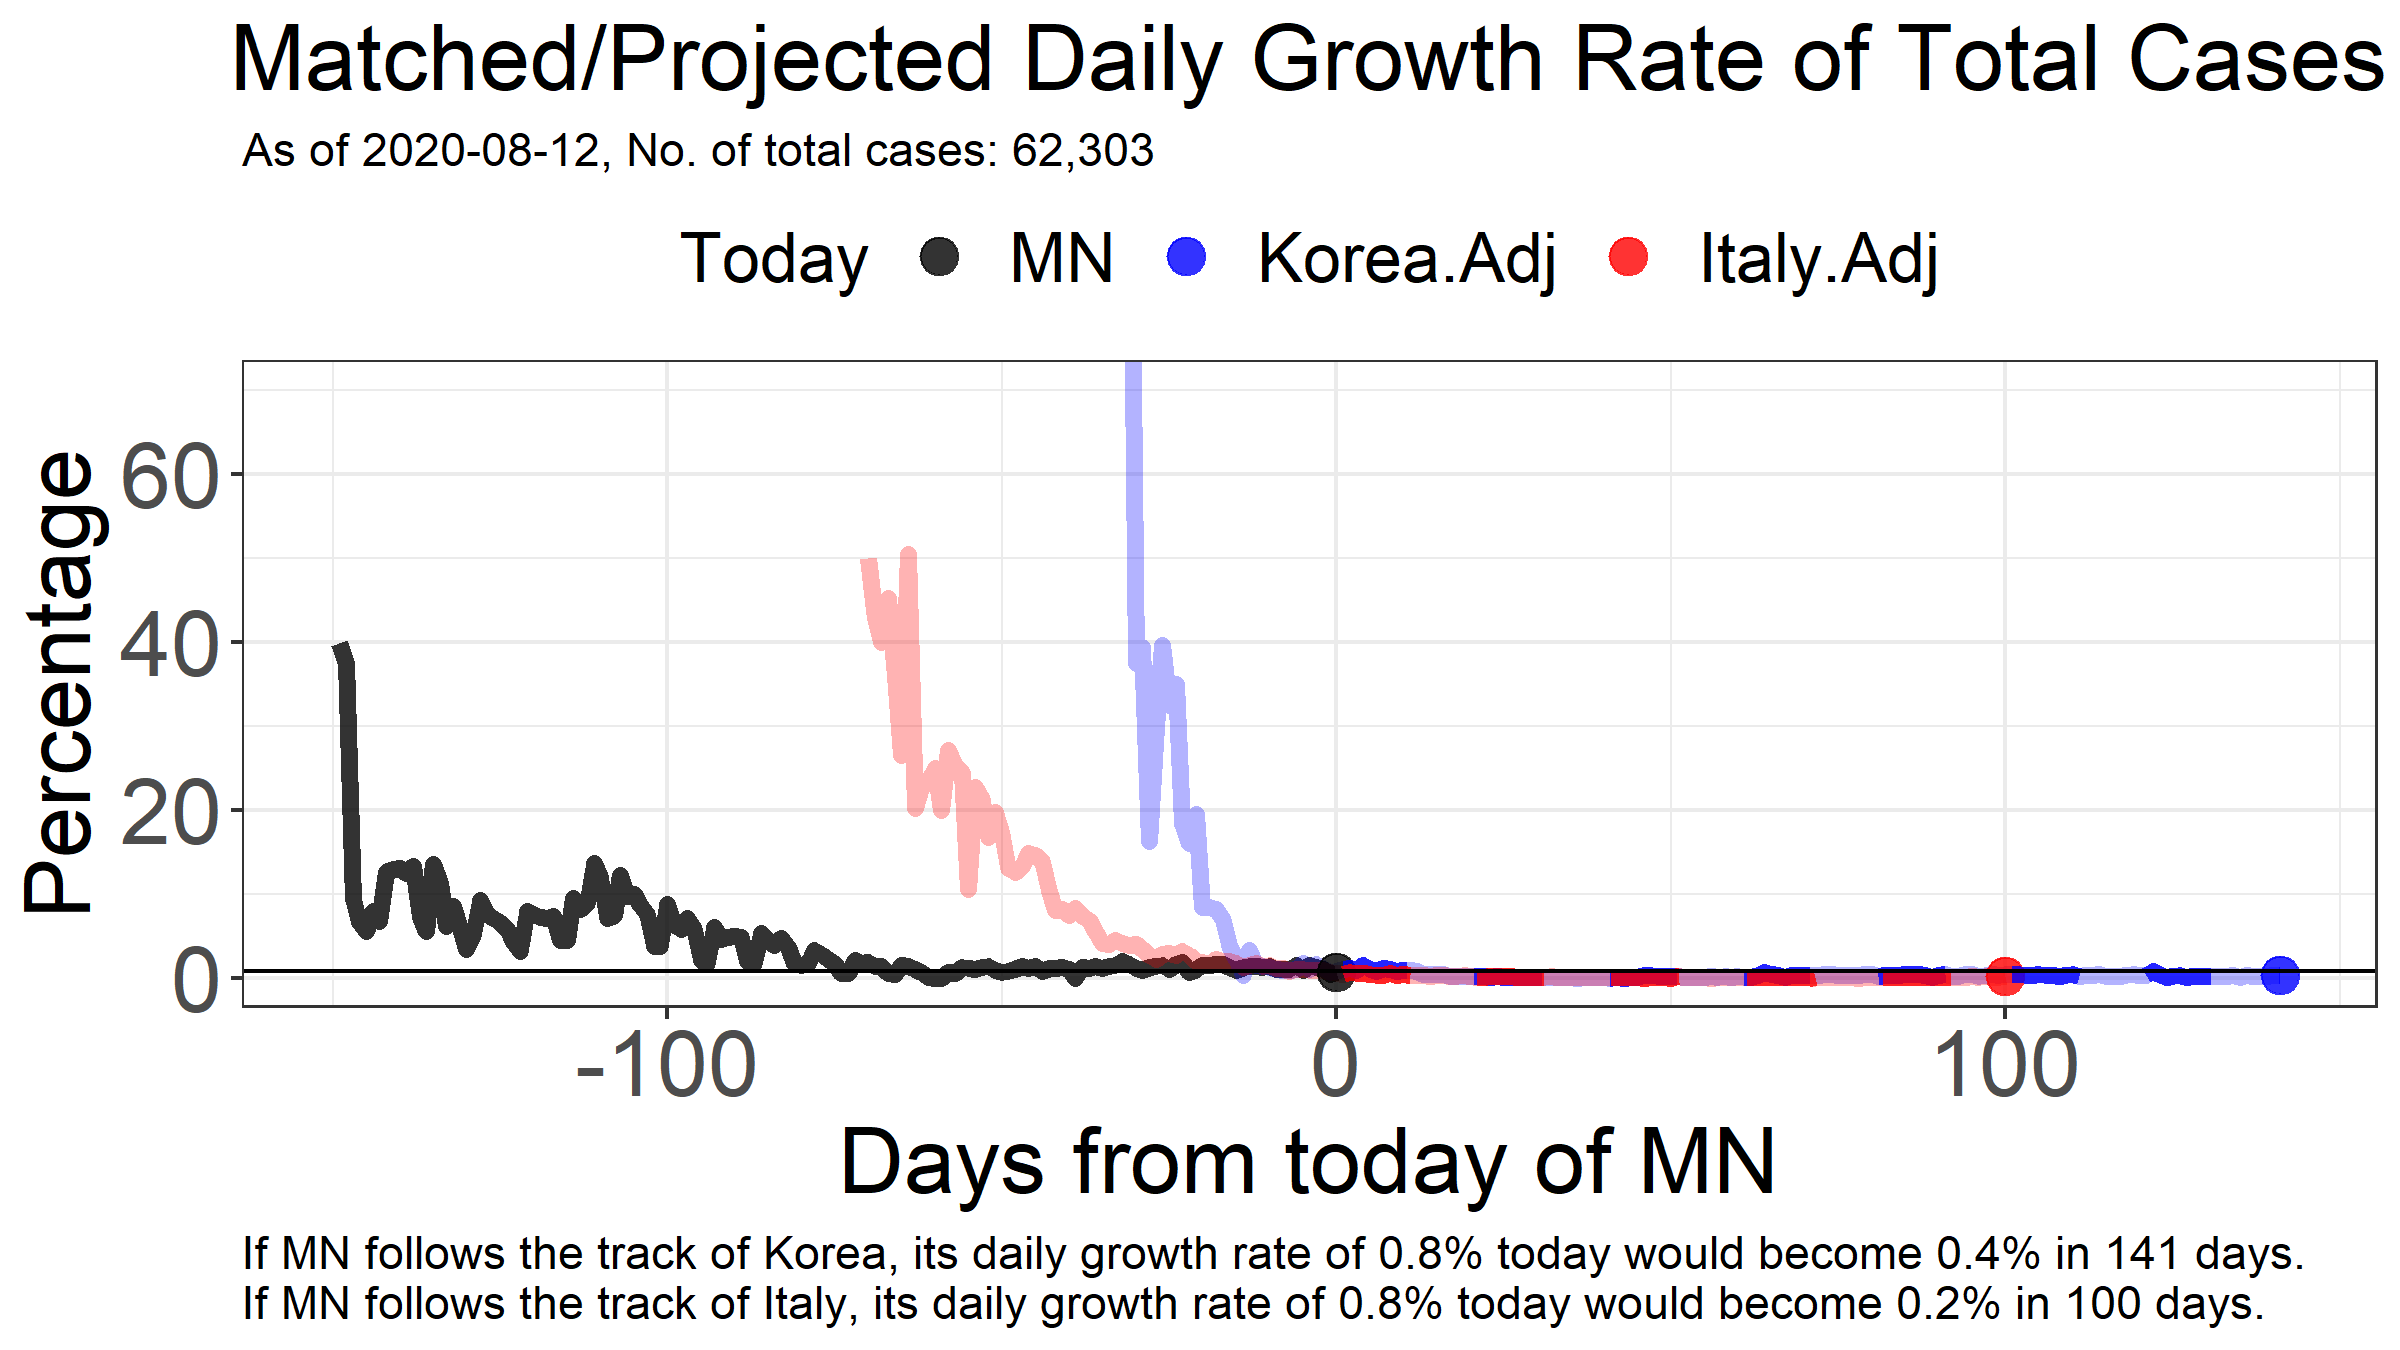 Matched/Projected Daily Growth Rate of Total Cases
As of 2020-08-12, No. of total cases: 62,303
Today MN Korea.Adj Italy.Adj
Percentage
60
40
20
0
-100 0 100
Days from today of MN
If MN follows the track of Korea, its daily growth rate of 0.8% today would become 0.4% in 141 days.
If MN follows the track of Italy, its daily growth rate of 0.8% today would become 0.2% in 100 days.